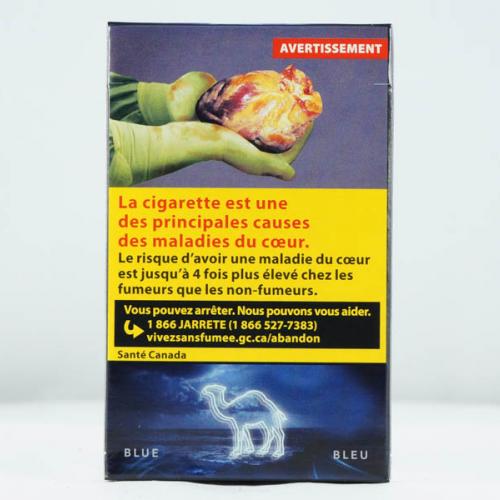 AVERTISSEMENT
La cigarette est une
des principales causes
des maladies du cœur.
Le risque d'avoir une maladie du cœur
est jusqu'à 4 fois plus élevé chez les
fumeurs que les non-fumeurs.
Vous pouvez arrêter. Nous pouvons vous aider.
1 866 JARRETE (1 866 527-7383)
vivezsansfumee.gc.ca/abandon
Santé Canada
BLUE
BLEU